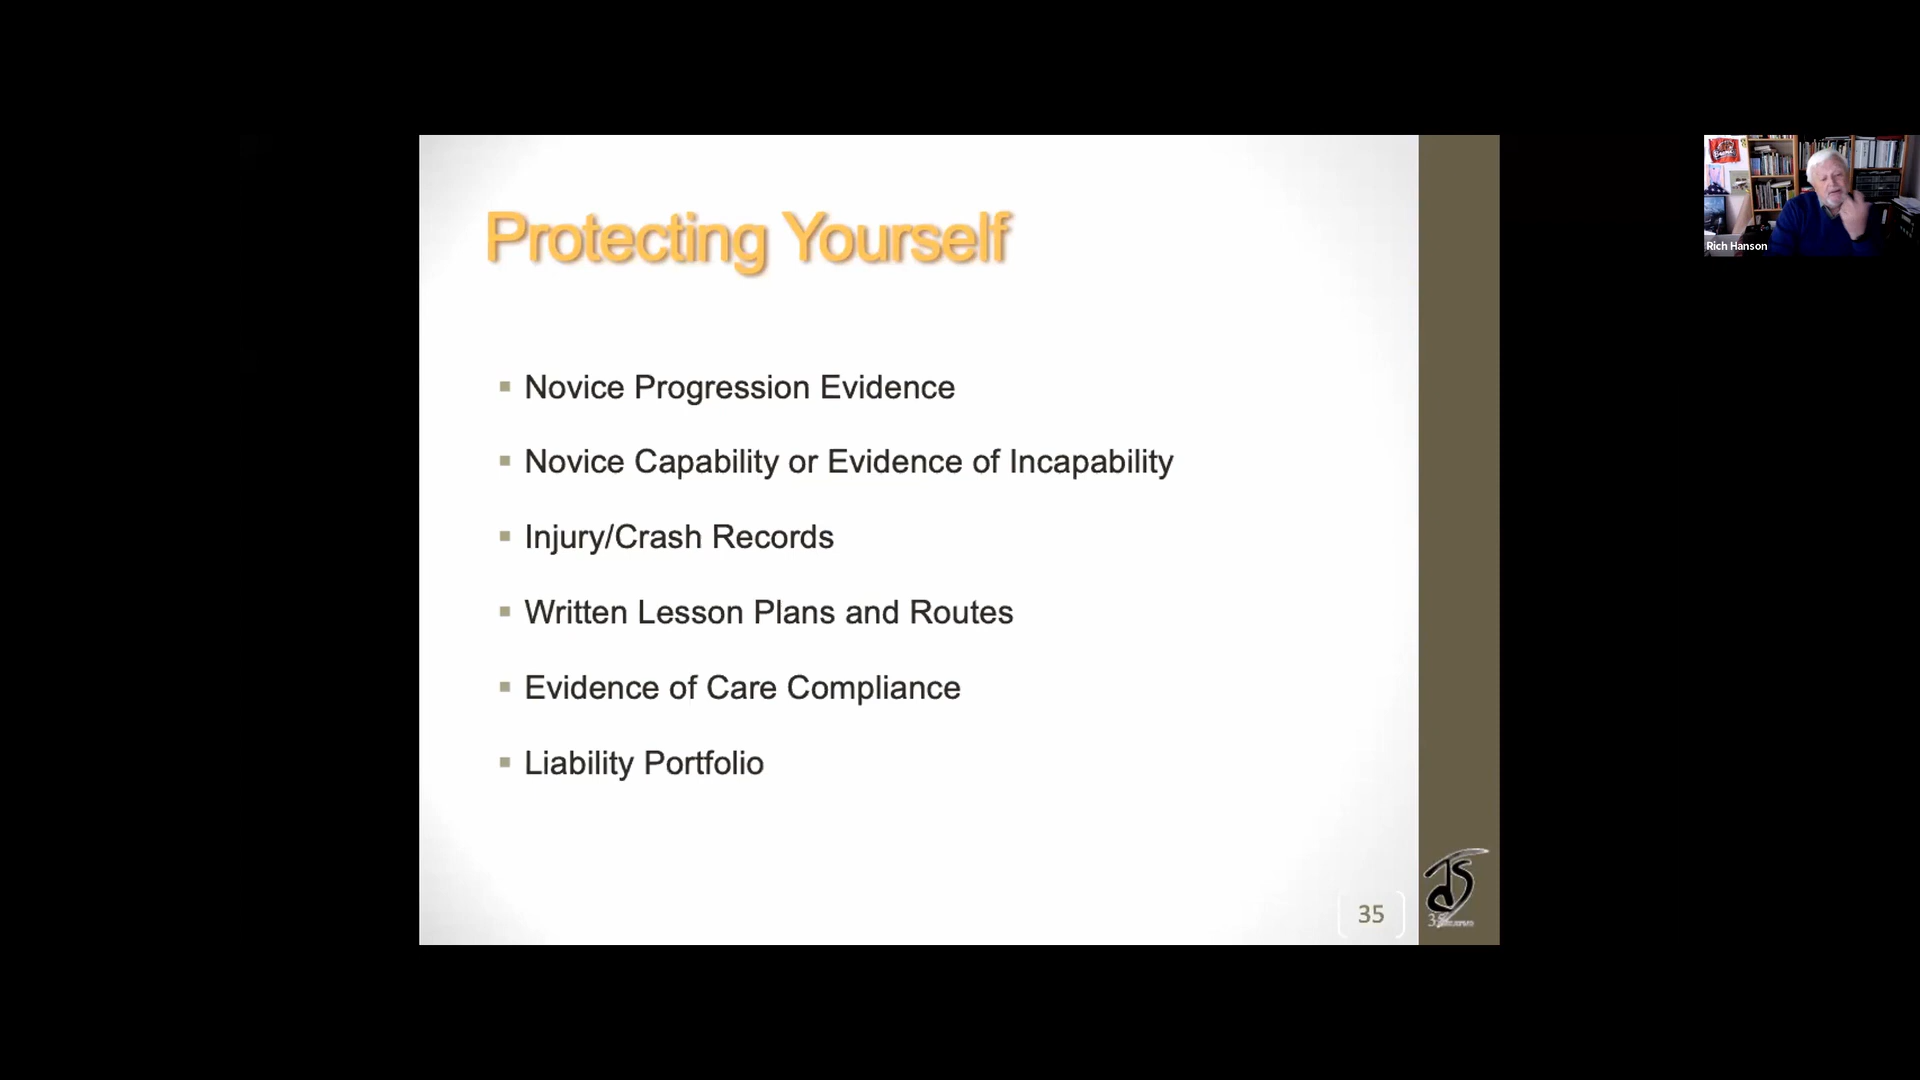 Protecting Yourself
Novice Progression Evidence
Novice Capability or Evidence of Incapability
Injury/Crash Records
Written Lesson Plans and Routes
Evidence of Care Compliance
Liability Portfolio
35
Rich Hanson